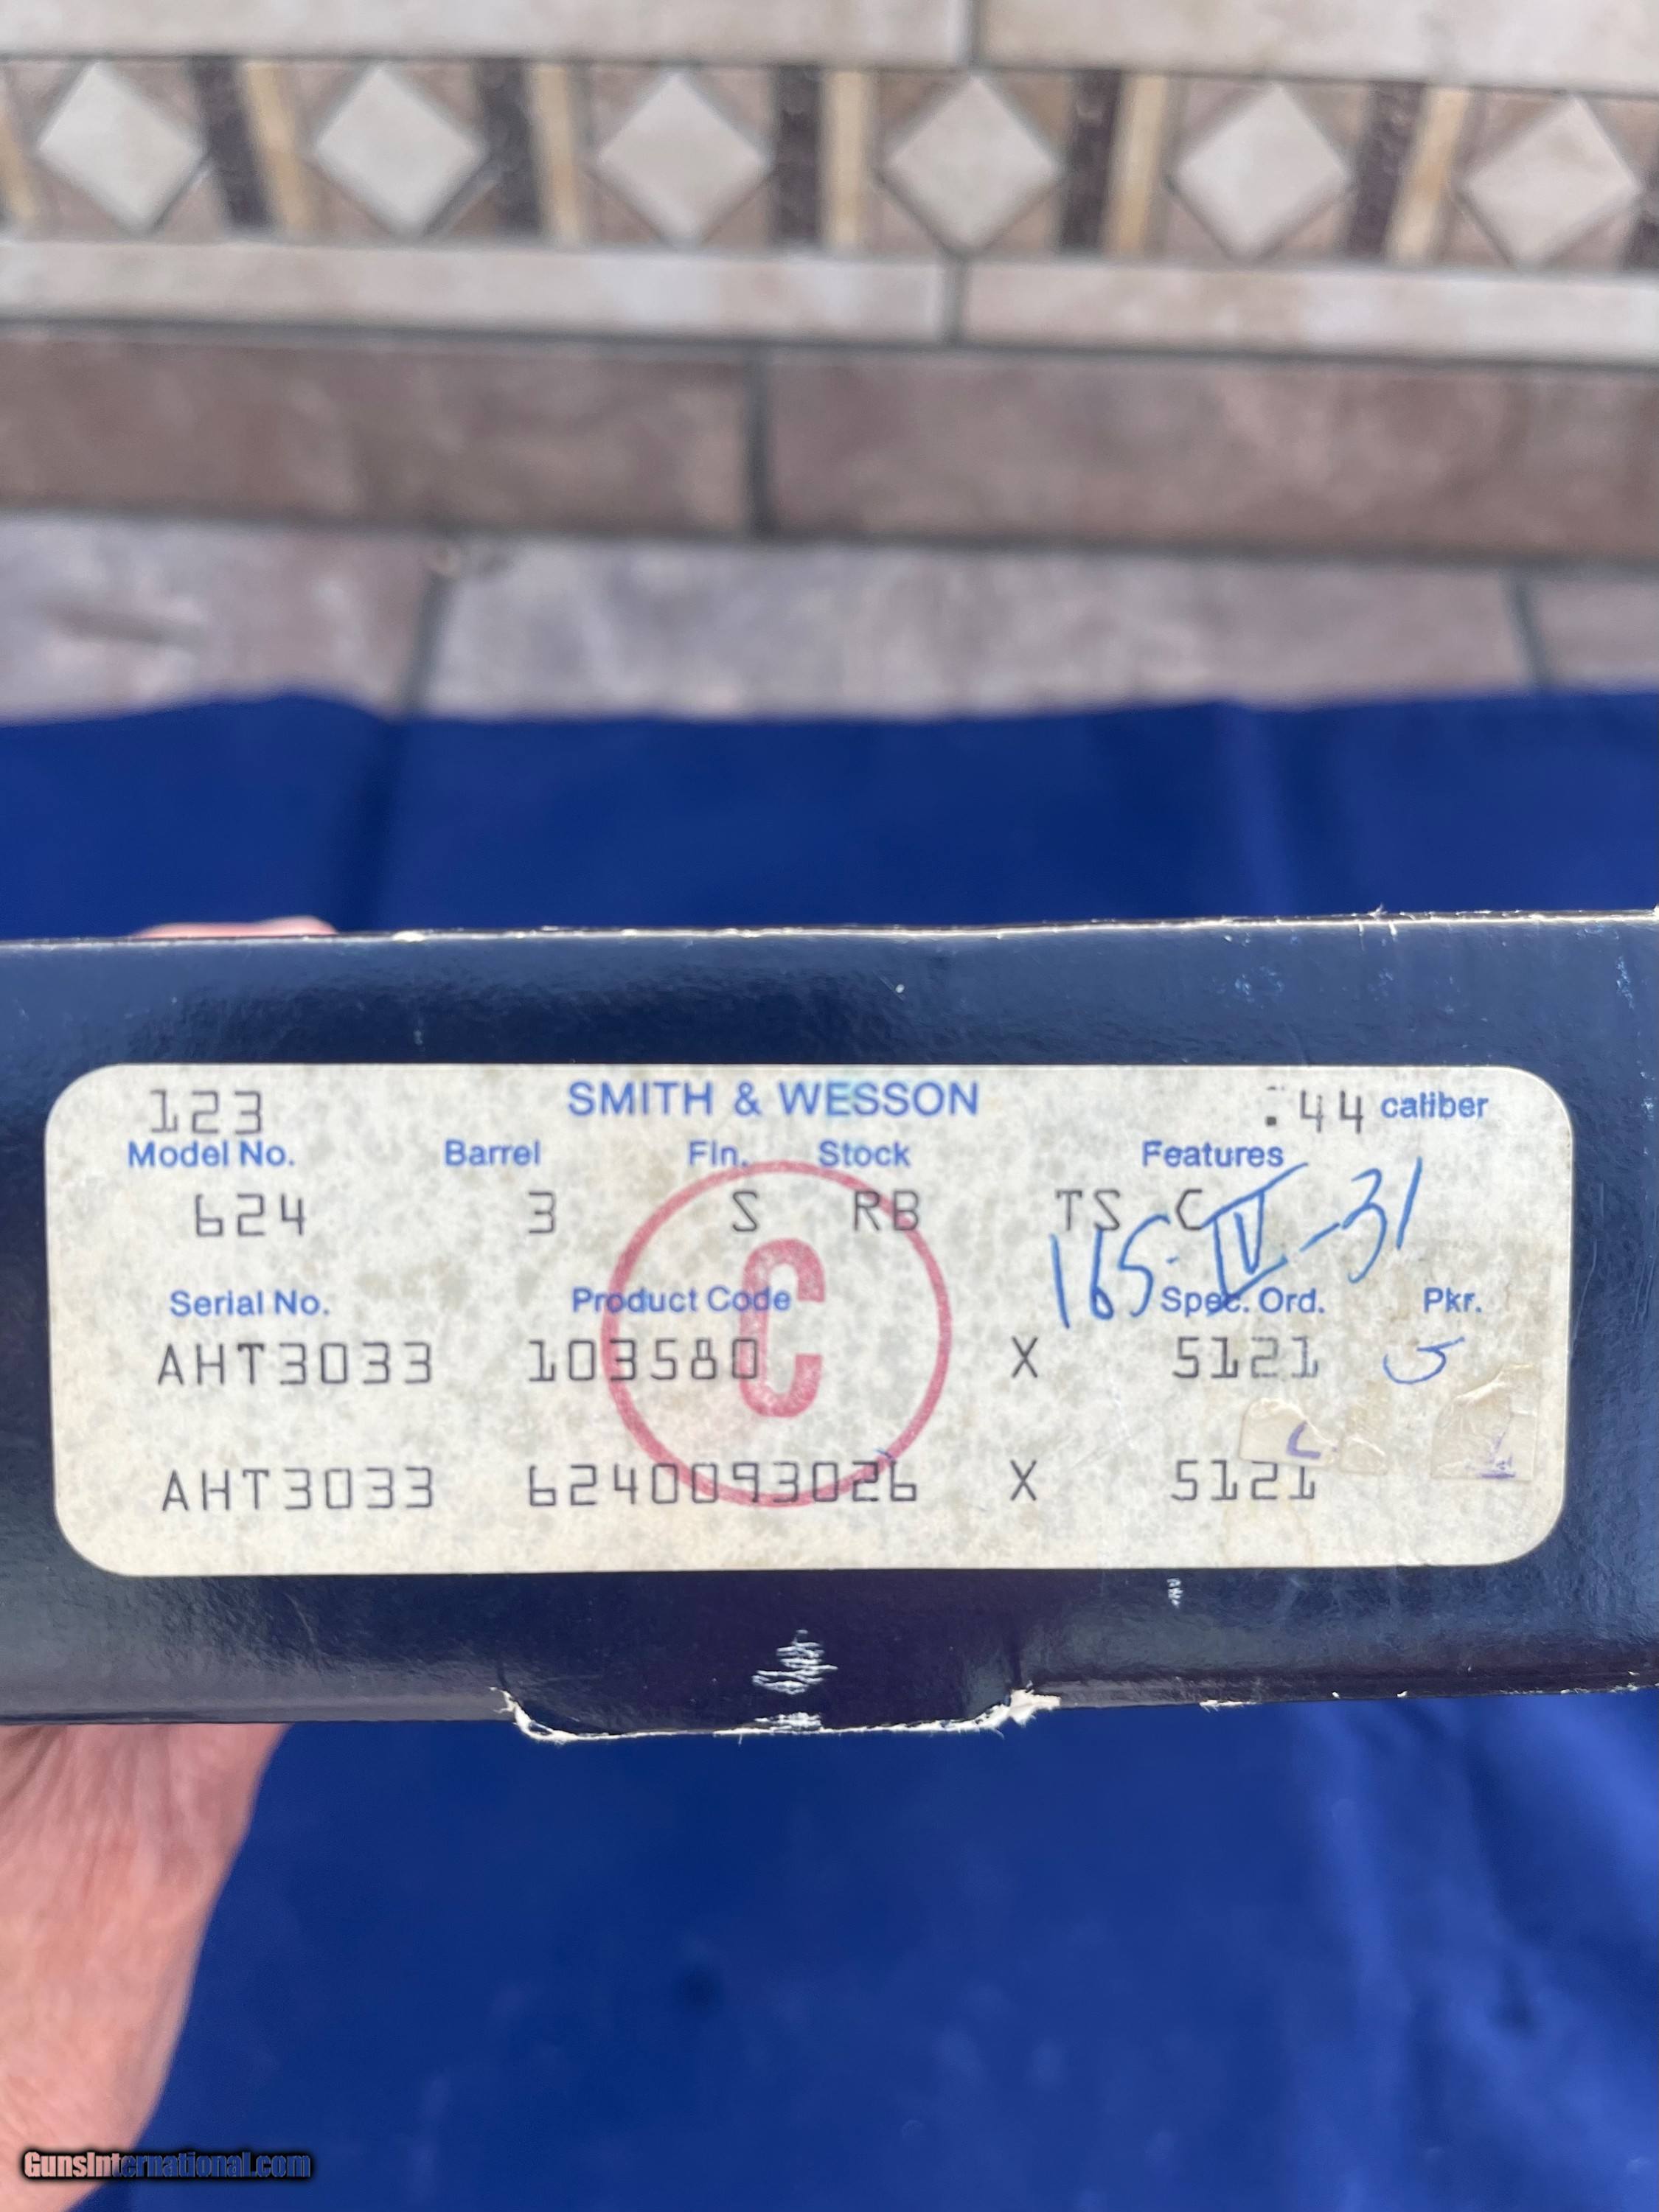 123 SMITH & WESSON .44 caliber
Model No. Barrel Fin. Stock Features
624 3 S RB TS C
165-IV-31
Serial No. Product Code Spec. Ord. Pkr.
AHT3033 103580 X 5121
C
AHT3033 6240093026 X 5121
GunsInternational.com